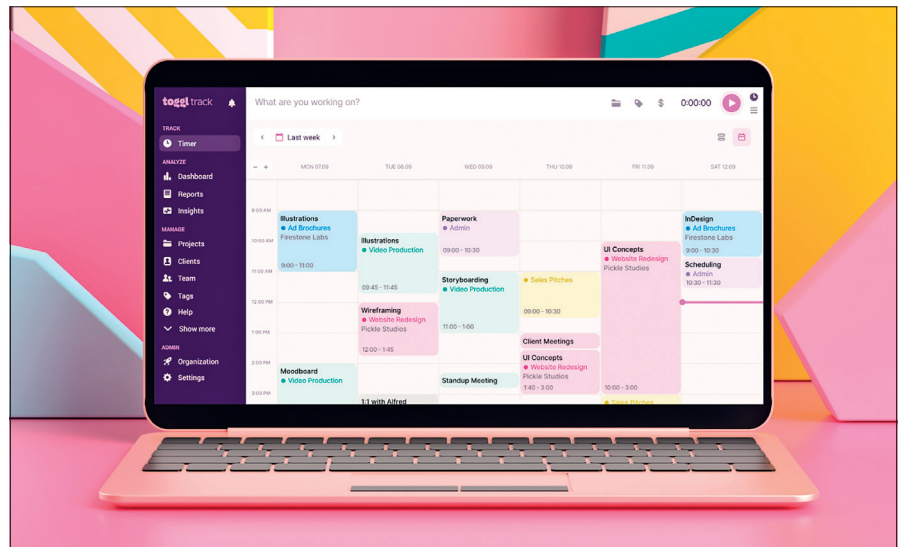 toggl track
What are you working on?
$ 0:00:00
TRACK
Timer
ANALYZE
Dashboard
Reports
Insights
MANAGE
Projects
Clients
Team
Tags
Help
Show more
ADMIN
Organization
Settings
Last week
- +
MON 07.09
TUE 08.09
WED 09.09
THU 10.09
FRI 11.09
SAT 12.09
9:00 AM
10:00 AM
11:00 AM
12:00 PM
1:00 PM
2:00 PM
3:00 PM
Illustrations
Ad Brochures
Firestone Labs
9:00 - 11:00
Moodboard
Video Production
Illustrations
Video Production
09:45 - 11:45
Wireframing
Website Redesign
Pickle Studios
12:00 - 1:45
1:1 with Alfred
Paperwork
Admin
09:00 - 10:30
Storyboarding
Video Production
11:00 - 1:00
Standup Meeting
Sales Pitches
09:00 - 10:30
Client Meetings
UI Concepts
Website Redesign
Pickle Studios
1:40 - 3:00
UI Concepts
Website Redesign
Pickle Studios
10:00 - 3:00
Sales Pitches
InDesign
Ad Brochures
Firestone Labs
9:00 - 10:30
Scheduling
Admin
10:30 - 11:30